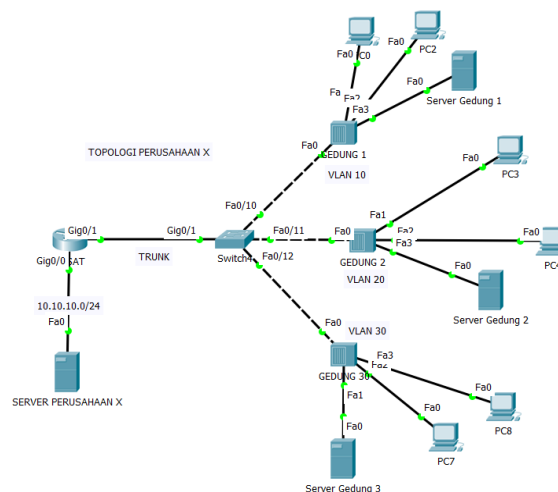 PC2
Fa0
Fa0
PC0
Fa0
Fa
Fa2
Fa3
Server Gedung 1
Fa0
GEDUNG 1
VLAN 10
TOPOLOGI PERUSAHAAN X
Fa0/10
Fa0
PC3
Fa1
Gig0/1
Gig0/1
Fa0/11
Fa0
Fa2
Fa3
Fa0
PC4
Gig0/0
TRUNK
Switch4
Fa0/12
GEDUNG 2
VLAN 20
Fa0
Server Gedung 2
10.10.10.0/24
Fa0
Fa0
VLAN 30
GEDUNG 30
Fa3
Fa2
Fa1
Fa0
SERVER PERUSAHAAN X
Fa0
Fa0
PC8
PC7
Server Gedung 3